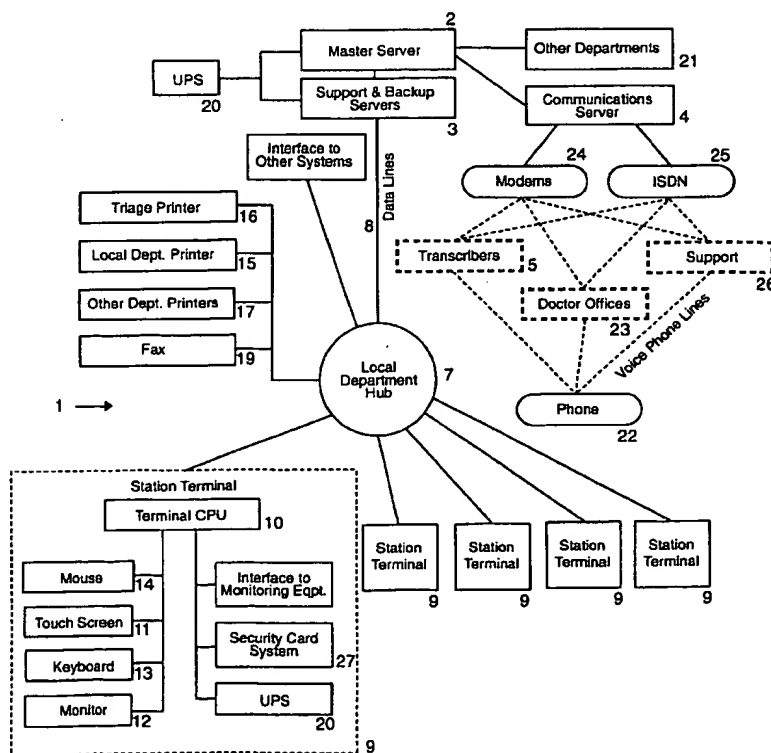 2
Master Server
Other Departments
21
UPS
20
Support & Backup
Servers
3
Communications
Server
4
Interface to
Other Systems
24
Modems
25
ISDN
8
Data Lines
Triage Printer
16
Local Dept. Printer
15
Other Dept. Printers
17
Fax
19
Transcribers
5
Support
26
Doctor Offices
23
Voice Phone Lines
Phone
22
Local
Department
Hub
7
1
Station Terminal
Terminal CPU
10
Mouse
14
Touch Screen
11
Keyboard
13
Monitor
12
Interface to
Monitoring Eqpt.
Security Card
System
27
UPS
20
9
Station
Terminal
9
Station
Terminal
9
Station
Terminal
9
Station
Terminal
9